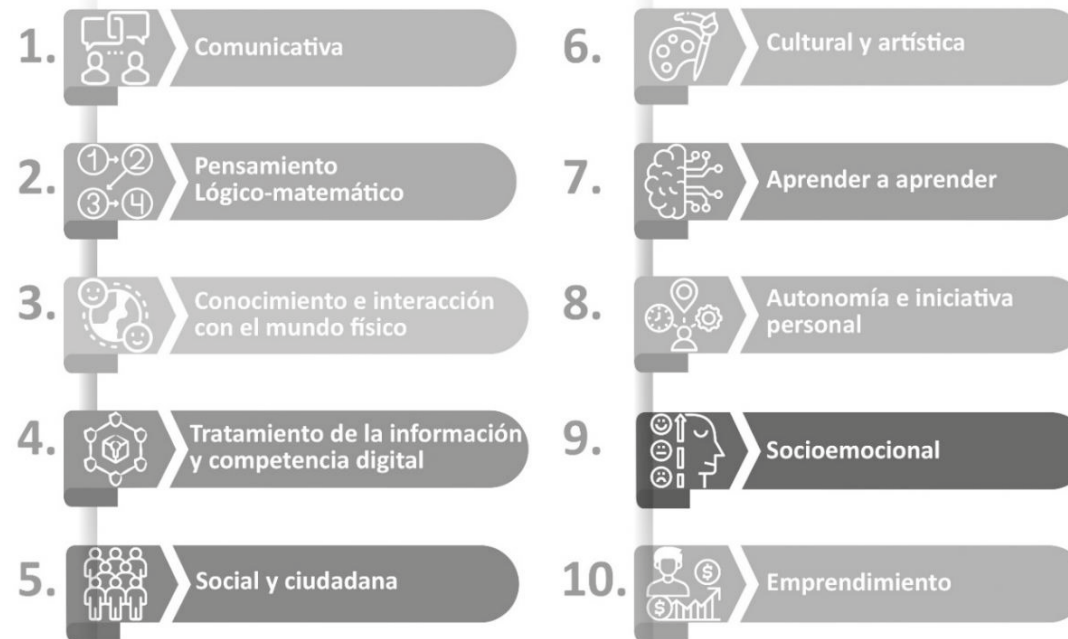 1. Comunicativa
2. Pensamiento
Lógico-matemático
3. Conocimiento e interacción
con el mundo físico
4. Tratamiento de la información
y competencia digital
5. Social y ciudadana
6. Cultural y artística
7. Aprender a aprender
8. Autonomía e iniciativa
personal
9. Socioemocional
10. Emprendimiento